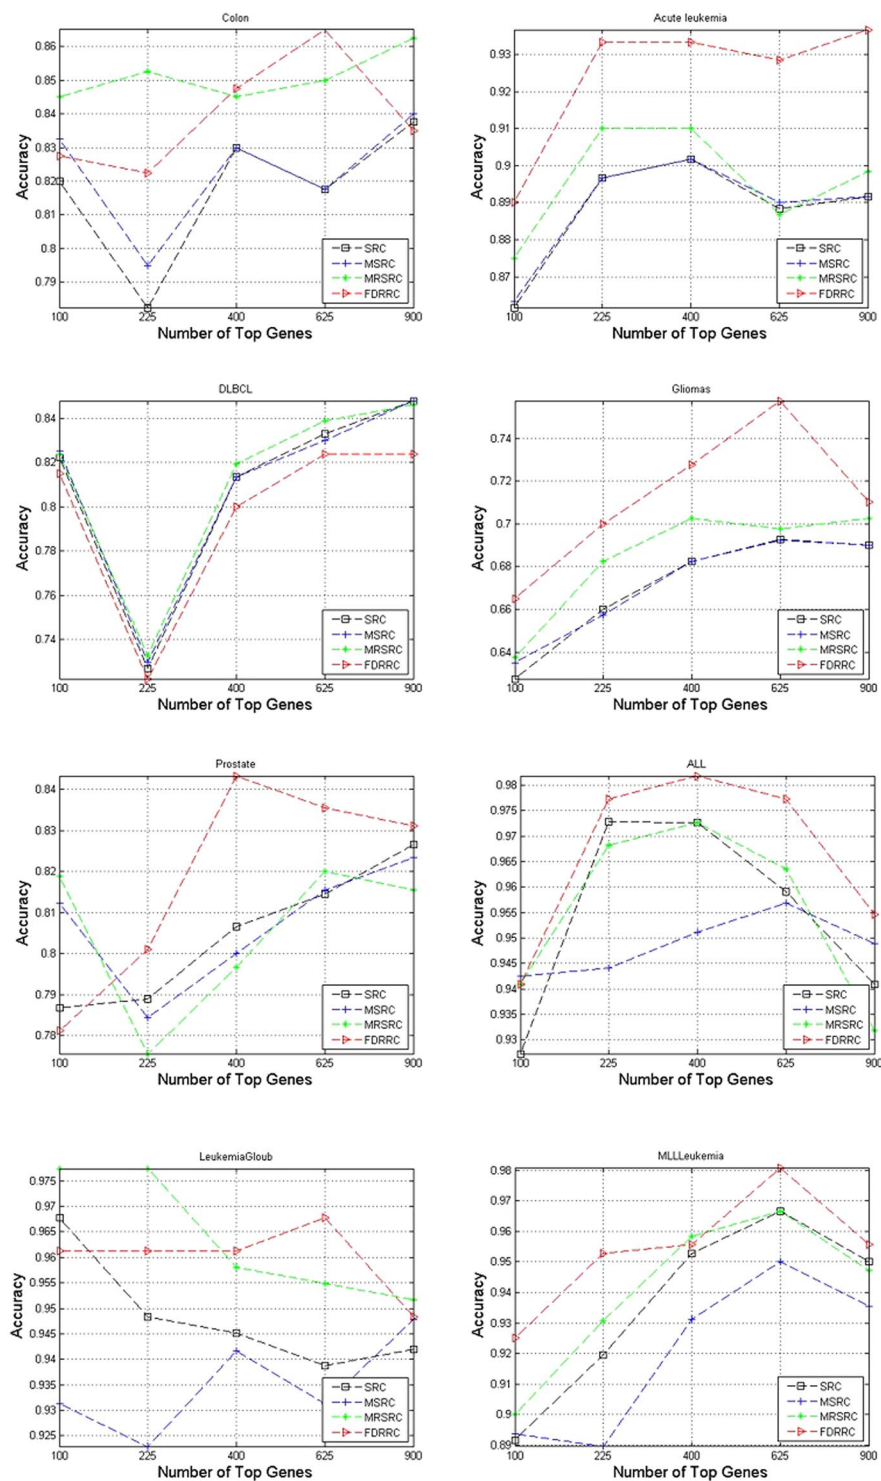 Colon
0.86
0.85
0.84
0.83
0.82
0.81
0.8
0.79
Accuracy
SRC
MSRC
MRSRC
FDRRC
100 225 400 625 900
Number of Top Genes
Acute leukemia
0.93
0.92
0.91
0.9
0.89
0.88
0.87
Accuracy
SRC
MSRC
MRSRC
FDRRC
100 225 400 625 900
Number of Top Genes
DLBCL
0.84
0.82
0.8
0.78
0.76
0.74
Accuracy
SRC
MSRC
MRSRC
FDRRC
100 225 400 625 900
Number of Top Genes
Gliomas
0.74
0.72
0.7
0.68
0.66
0.64
Accuracy
SRC
MSRC
MRSRC
FDRRC
100 225 400 625 900
Number of Top Genes
Prostate
0.84
0.83
0.82
0.81
0.8
0.79
0.78
Accuracy
SRC
MSRC
MRSRC
FDRRC
100 225 400 625 900
Number of Top Genes
ALL
0.98
0.975
0.97
0.965
0.96
0.955
0.95
0.945
0.94
0.935
0.93
Accuracy
SRC
MSRC
MRSRC
FDRRC
100 225 400 625 900
Number of Top Genes
LeukemiaGloub
0.975
0.97
0.965
0.96
0.955
0.95
0.945
0.94
0.935
0.93
0.925
Accuracy
SRC
MSRC
MRSRC
FDRRC
100 225 400 625 900
Number of Top Genes
MLLLeukemia
0.98
0.97
0.96
0.95
0.94
0.93
0.92
0.91
0.9
0.89
Accuracy
SRC
MSRC
MRSRC
FDRRC
100 225 400 625 900
Number of Top Genes